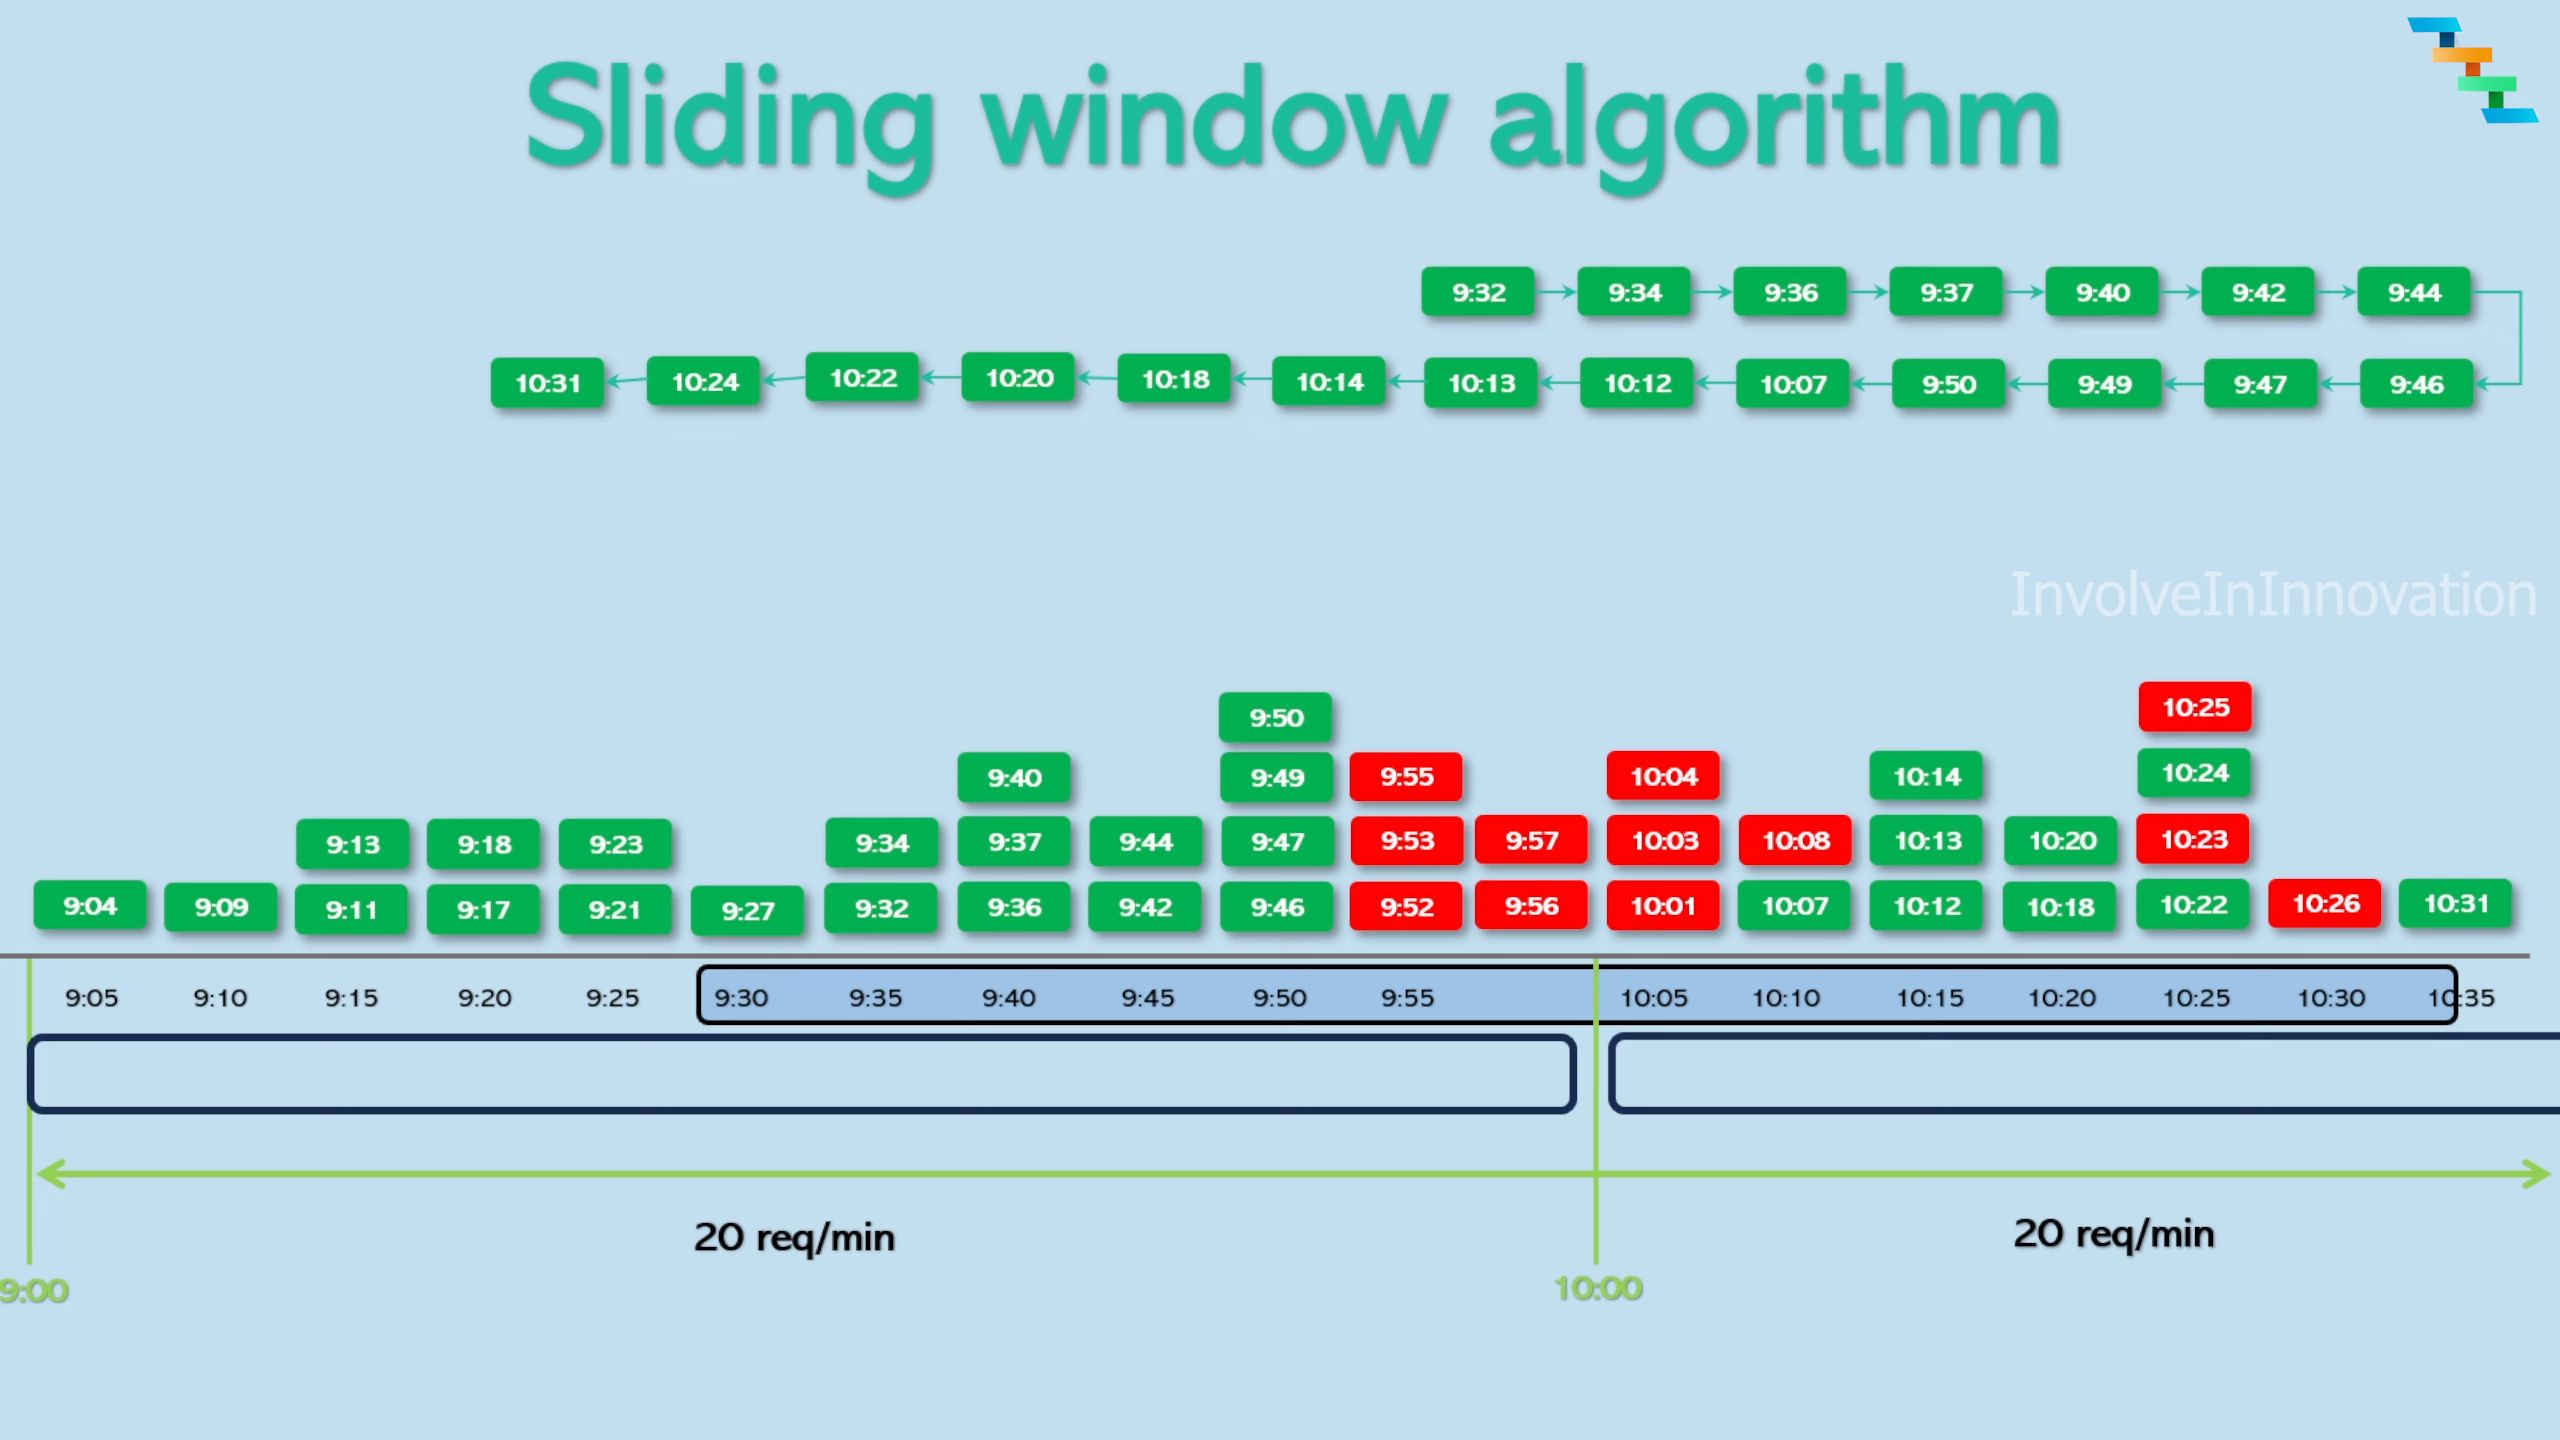 Sliding window algorithm
9:32 9:34 9:36 9:37 9:40 9:42 9:44
10:31 10:24 10:22 10:20 10:18 10:14 10:13 10:12 10:07 9:50 9:49 9:47 9:46
InvolveInInnovation
10:25
9:50
9:40 9:49 9:55 10:04 10:14 10:24
9:13 9:18 9:23 9:34 9:37 9:44 9:47 9:53 9:57 10:03 10:08 10:13 10:20 10:23
9:04 9:09 9:11 9:17 9:21 9:27 9:32 9:36 9:42 9:46 9:52 9:56 10:01 10:07 10:12 10:18 10:22 10:26 10:31
9:05 9:10 9:15 9:20 9:25 9:30 9:35 9:40 9:45 9:50 9:55 10:05 10:10 10:15 10:20 10:25 10:30 10:35
20 req/min 20 req/min
9:00 10:00